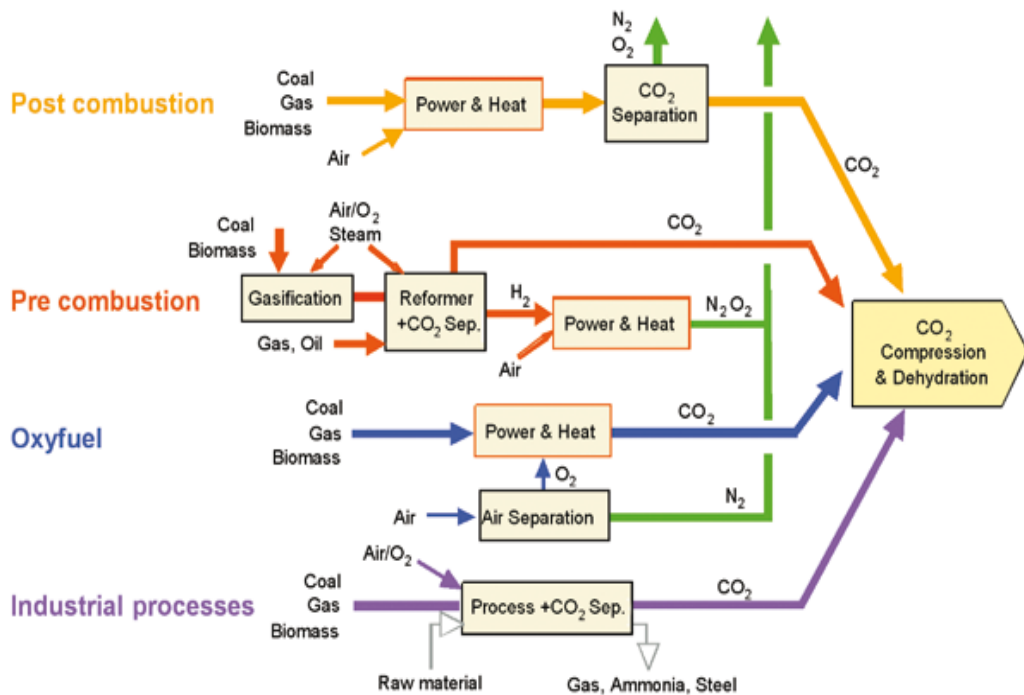 N₂
O₂
Post combustion
Coal
Gas
Biomass
Air
Power & Heat
CO₂
Separation
CO₂
Pre combustion
Coal
Biomass
Air/O₂
Steam
Gasification
Gas, Oil
Reformer
+CO₂ Sep.
H₂
Air
Power & Heat
N₂O₂
CO₂
CO₂
Compression
& Dehydration
Oxyfuel
Coal
Gas
Biomass
Power & Heat
CO₂
O₂
Air
Air Separation
N₂
Industrial processes
Air/O₂
Coal
Gas
Biomass
Process +CO₂ Sep.
CO₂
Raw material
Gas, Ammonia, Steel